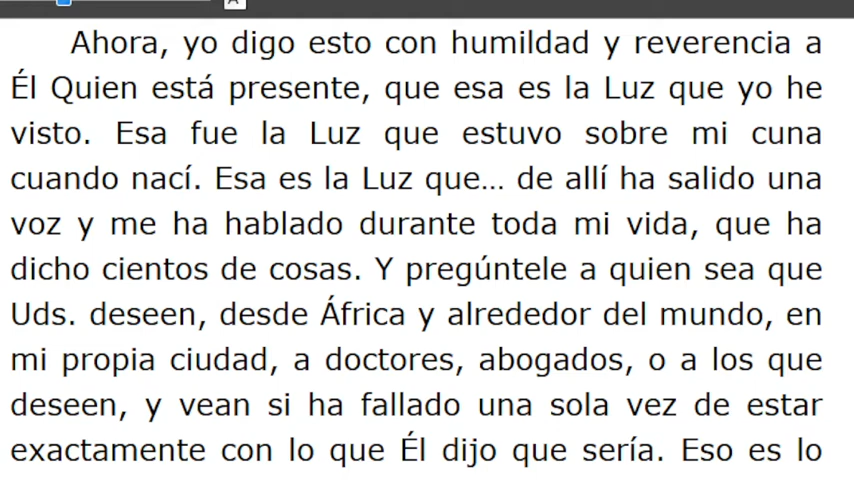 Ahora, yo digo esto con humildad y reverencia a
Él Quien está presente, que esa es la Luz que yo he
visto. Esa fue la Luz que estuvo sobre mi cuna
cuando nací. Esa es la Luz que... de allí ha salido una
voz y me ha hablado durante toda mi vida, que ha
dicho cientos de cosas. Y pregúntele a quien sea que
Uds. deseen, desde África y alrededor del mundo, en
mi propia ciudad, a doctores, abogados, o a los que
deseen, y vean si ha fallado una sola vez de estar
exactamente con lo que Él dijo que sería. Eso es lo